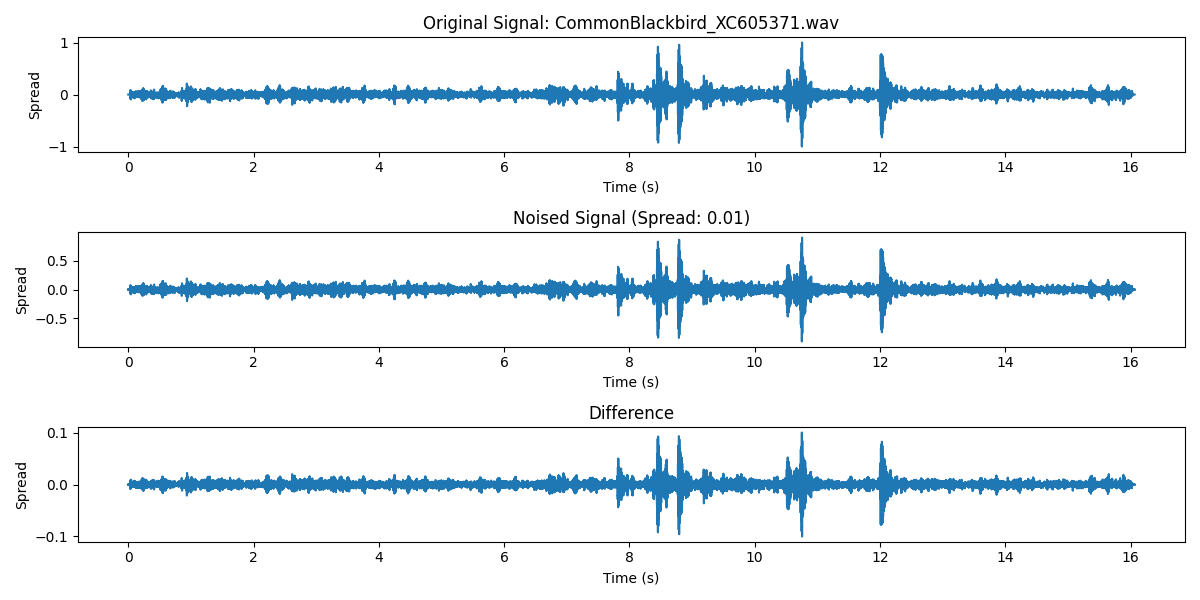 Original Signal: CommonBlackbird_XC605371.wav
1
0
−1
Spread
0 2 4 6 8 10 12 14 16
Time (s)
Noised Signal (Spread: 0.01)
0.5
0.0
−0.5
Spread
0 2 4 6 8 10 12 14 16
Time (s)
Difference
0.1
0.0
−0.1
Spread
0 2 4 6 8 10 12 14 16
Time (s)